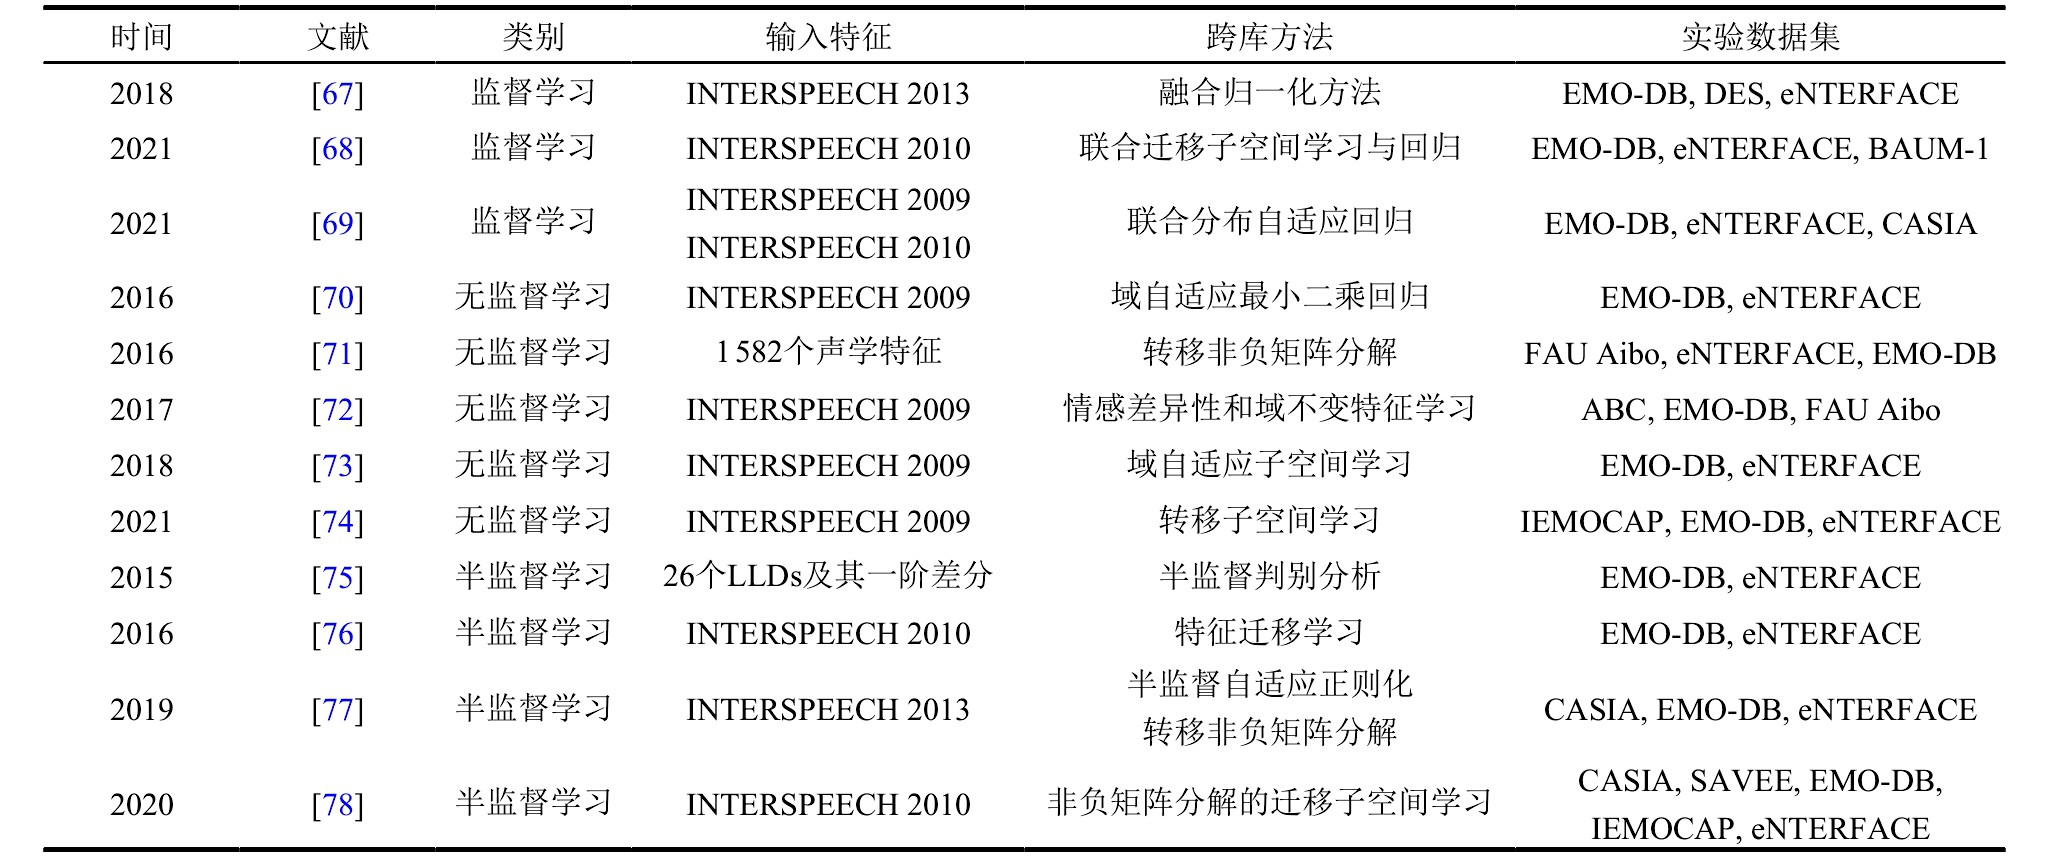 时间 文献 类别 输入特征 跨库方法 实验数据集
2018 [67] 监督学习 INTERSPEECH 2013 融合归一化方法 EMO-DB, DES, eNTERFACE
2021 [68] 监督学习 INTERSPEECH 2010 联合迁移子空间学习与回归 EMO-DB, eNTERFACE, BAUM-1
2021 [69] 监督学习 INTERSPEECH 2009
INTERSPEECH 2010 联合分布自适应回归 EMO-DB, eNTERFACE, CASIA
2016 [70] 无监督学习 INTERSPEECH 2009 域自适应最小二乘回归 EMO-DB, eNTERFACE
2016 [71] 无监督学习 1 582个声学特征 转移非负矩阵分解 FAU Aibo, eNTERFACE, EMO-DB
2017 [72] 无监督学习 INTERSPEECH 2009 情感差异性和域不变特征学习 ABC, EMO-DB, FAU Aibo
2018 [73] 无监督学习 INTERSPEECH 2009 域自适应子空间学习 EMO-DB, eNTERFACE
2021 [74] 无监督学习 INTERSPEECH 2009 转移子空间学习 IEMOCAP, EMO-DB, eNTERFACE
2015 [75] 半监督学习 26个LLDs及其一阶差分 半监督判别分析 EMO-DB, eNTERFACE
2016 [76] 半监督学习 INTERSPEECH 2010 特征迁移学习 EMO-DB, eNTERFACE
2019 [77] 半监督学习 INTERSPEECH 2013 半监督自适应正则化
转移非负矩阵分解 CASIA, EMO-DB, eNTERFACE
2020 [78] 半监督学习 INTERSPEECH 2010 非负矩阵分解的迁移子空间学习 CASIA, SAVEE, EMO-DB,
IEMOCAP, eNTERFACE